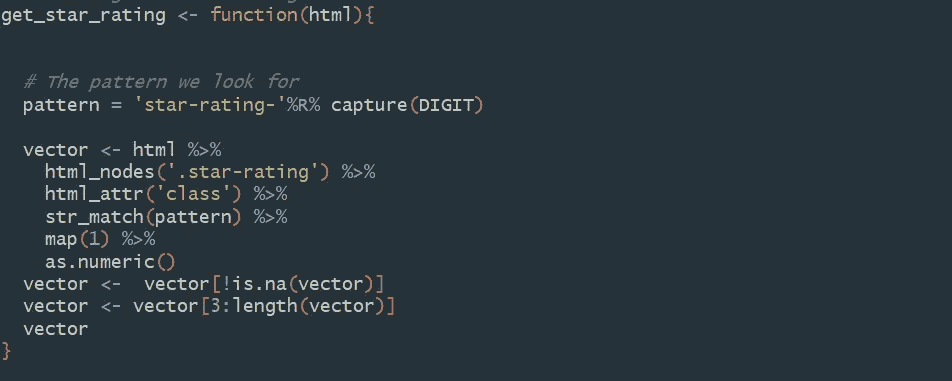 get_star_rating <- function(html){
  # The pattern we look for
  pattern = 'star-rating-'%R% capture(DIGIT)
  vector <- html %>%
    html_nodes('.star-rating') %>%
    html_attr('class') %>%
    str_match(pattern) %>%
    map(1) %>%
    as.numeric()
  vector <-  vector[!is.na(vector)]
  vector <- vector[3:length(vector)]
  vector
}